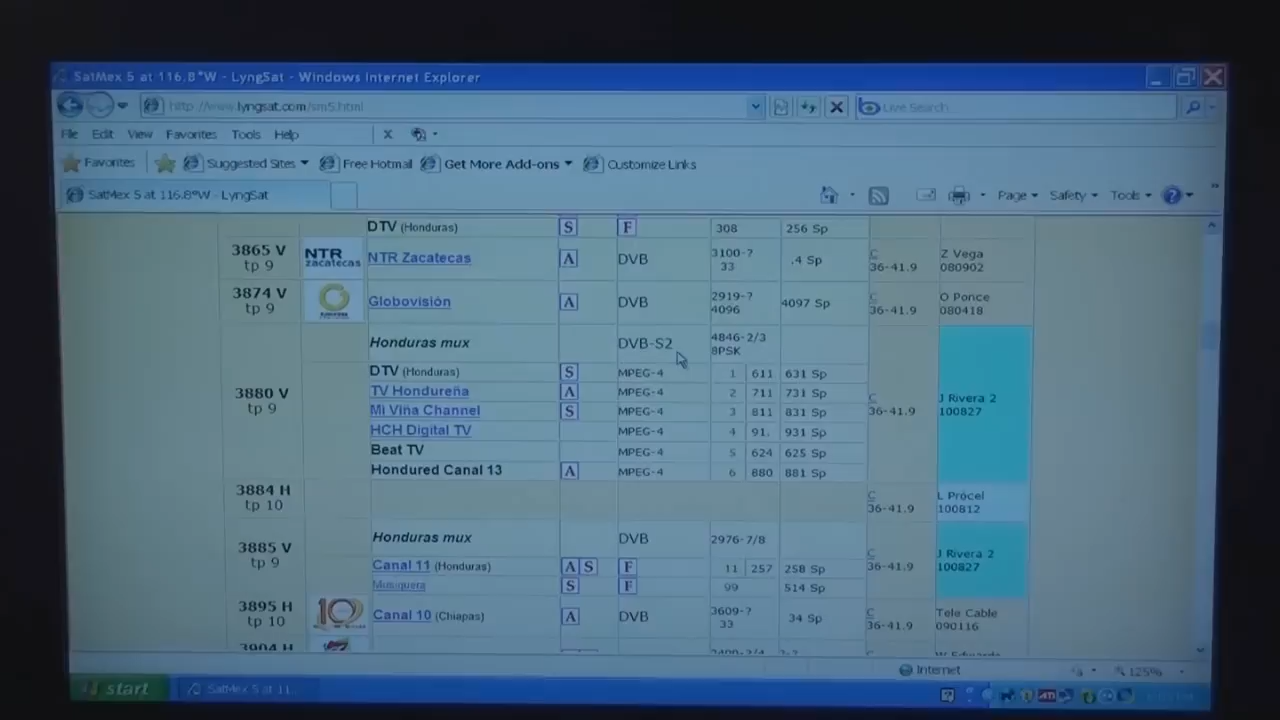 SatMex 5 at 116.8°W - LyngSat - Windows Internet Explorer
http://www.lyngsat.com/sm5.html
Live Search
File Edit View Favorites Tools Help
X
Favorites Suggested Sites Free Hotmail Get More Add-ons Customize Links
SatMex 5 at 116.8°W - LyngSat
Page Safety Tools
DTV (Honduras) S F 308 256 Sp
3865 V tp 9 NTR zacatecas NTR Zacatecas A DVB 3100-? 33 .4 Sp C 36-41.9 Z Vega 080902
3874 V tp 9 Globovisión A DVB 2919-? 4096 4097 Sp C 36-41.9 O Ponce 080418
Honduras mux DVB-S2 4846-2/3 8PSK
DTV (Honduras) S MPEG-4 1 611 631 Sp
3880 V tp 9 TV Hondureña A MPEG-4 2 711 731 Sp C 36-41.9 J Rivera 2 100827
Mi Viña Channel S MPEG-4 3 811 831 Sp
HCH Digital TV MPEG-4 4 91. 931 Sp
Beat TV MPEG-4 5 624 625 Sp
Hondured Canal 13 A MPEG-4 6 880 881 Sp
3884 H tp 10 C 36-41.9 L Prócel 100812
Honduras mux DVB 2976-7/8
3885 V tp 9 Canal 11 (Honduras) A S F 11 257 258 Sp C 36-41.9 J Rivera 2 100827
Musiquera S F 99 514 Sp
3895 H tp 10 10 Canal 10 (Chiapas) A DVB 3609-? 33 34 Sp C 36-41.9 Tele Cable 090116
3904 H
Internet 125%
start SatMex 5 at 11...
ATI